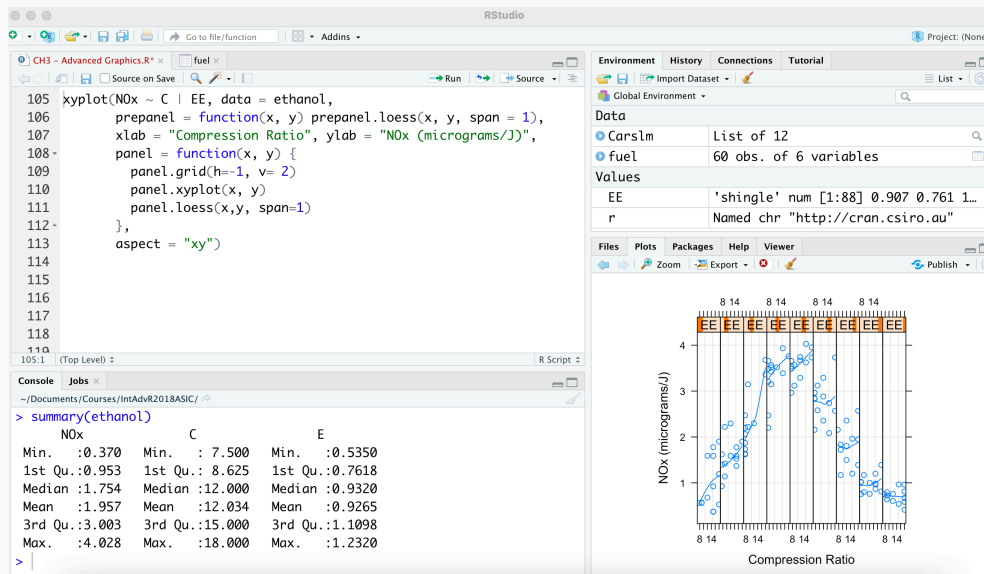 RStudio
Go to file/function
Addins
Project: (None
CH3 - Advanced Graphics.R*
fuel
Source on Save
Run
Source
105 xyplot(NOx ~ C | EE, data = ethanol,
106 prepanel = function(x, y) prepanel.loess(x, y, span = 1),
107 xlab = "Compression Ratio", ylab = "NOx (micrograms/J)",
108 panel = function(x, y) {
109 panel.grid(h=-1, v= 2)
110 panel.xyplot(x, y)
111 panel.loess(x,y, span=1)
112 },
113 aspect = "xy")
114
115
116
117
118
119
105:1 (Top Level) R Script
Console Jobs
~/Documents/Courses/IntAdvR2018ASIC/
> summary(ethanol)
NOx C E
Min. :0.370 Min. : 7.500 Min. :0.5350
1st Qu.:0.953 1st Qu.: 8.625 1st Qu.:0.7618
Median :1.754 Median :12.000 Median :0.9320
Mean :1.957 Mean :12.034 Mean :0.9265
3rd Qu.:3.003 3rd Qu.:15.000 3rd Qu.:1.1098
Max. :4.028 Max. :18.000 Max. :1.2320
>
Environment History Connections Tutorial
Import Dataset
List
Global Environment
Data
Carslm List of 12
fuel 60 obs. of 6 variables
Values
EE 'shingle' num [1:88] 0.907 0.761 1…
r Named chr "http://cran.csiro.au"
Files Plots Packages Help Viewer
Zoom Export Publish
8 14 8 14 8 14 8 14
EE EE EE EE EE EE EE EE EE
4
3
2
1
NOx (micrograms/J)
8 14 8 14 8 14 8 14 8 14
Compression Ratio